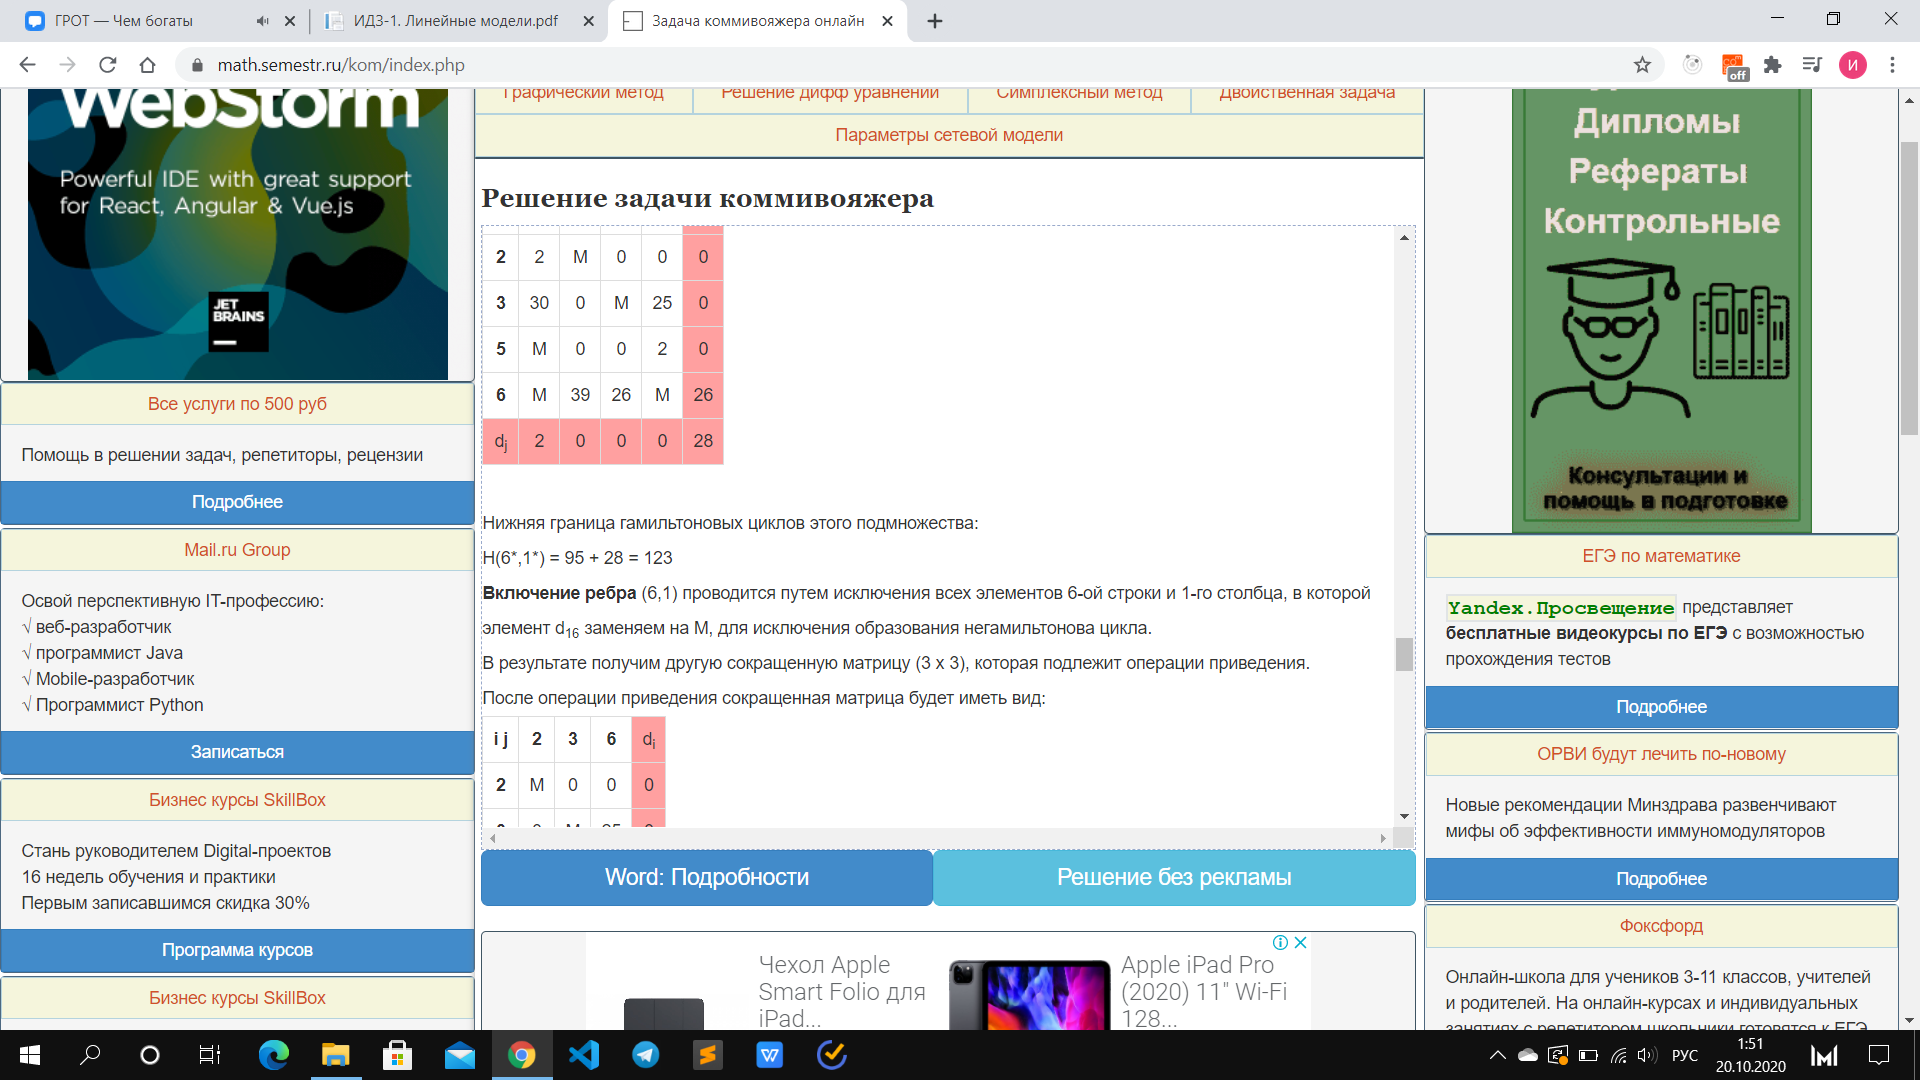 ГРОТ — Чем богаты
ИДЗ-1. Линейные модели.pdf
Задача коммивояжера онлайн
math.semestr.ru/kom/index.php
off
И
WebStorm
Powerful IDE with great support
for React, Angular & Vue.js
JET
BRAINS
Все услуги по 500 руб
Помощь в решении задач, репетиторы, рецензии
Подробнее
Mail.ru Group
Освой перспективную IT-профессию:
√ веб-разработчик
√ программист Java
√ Mobile-разработчик
√ Программист Python
Записаться
Бизнес курсы SkillBox
Стань руководителем Digital-проектов
16 недель обучения и практики
Первым записавшимся скидка 30%
Программа курсов
Бизнес курсы SkillBox
Графический метод
Решение дифф уравнений
Симплексный метод
Двойственная задача
Параметры сетевой модели
Решение задачи коммивояжера
2 2 M 0 0 0
3 30 0 M 25 0
5 M 0 0 2 0
6 M 39 26 M 26
dj 2 0 0 0 28
Нижняя граница гамильтоновых циклов этого подмножества:
H(6*,1*) = 95 + 28 = 123
Включение ребра (6,1) проводится путем исключения всех элементов 6-ой строки и 1-го столбца, в которой
элемент d16 заменяем на М, для исключения образования негамильтонова цикла.
В результате получим другую сокращенную матрицу (3 x 3), которая подлежит операции приведения.
После операции приведения сокращенная матрица будет иметь вид:
i j 2 3 6 di
2 M 0 0 0
Word: Подробности
Решение без рекламы
Чехол Apple
Smart Folio для
iPad...
Apple iPad Pro
(2020) 11" Wi-Fi
128...
Дипломы
Рефераты
Контрольные
Консультации и
помощь в подготовке
ЕГЭ по математике
Yandex.Просвещение представляет
бесплатные видеокурсы по ЕГЭ с возможностью
прохождения тестов
Подробнее
ОРВИ будут лечить по-новому
Новые рекомендации Минздрава развенчивают
мифы об эффективности иммуномодуляторов
Подробнее
Фоксфорд
Онлайн-школа для учеников 3-11 классов, учителей
и родителей. На онлайн-курсах и индивидуальных
занятиях с репетитором школьники готовятся к ЕГЭ
РУС
1:51
20.10.2020